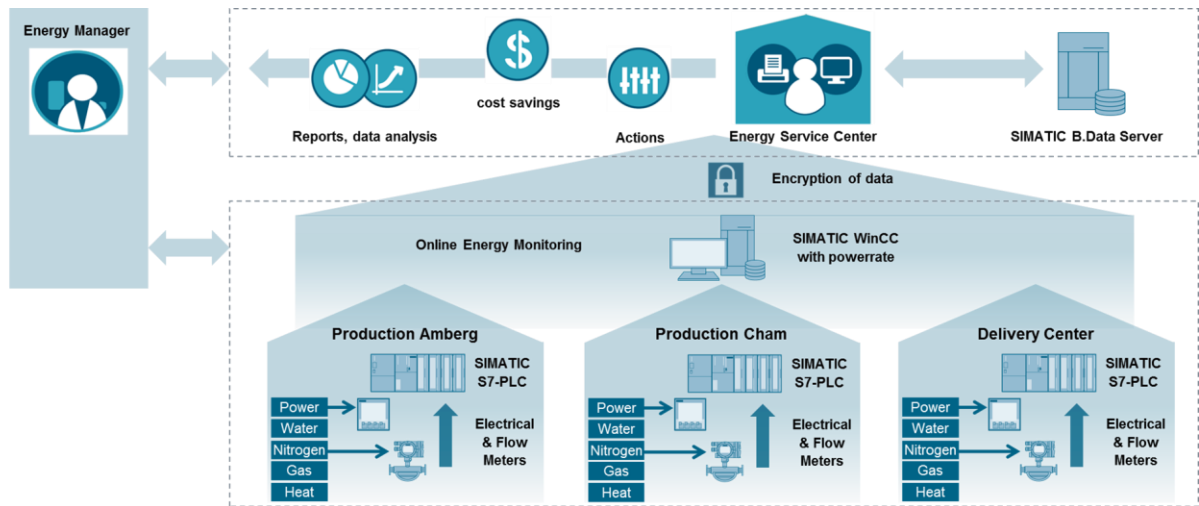 Energy Manager
Reports, data analysis
cost savings
Actions
Energy Service Center
SIMATIC B.Data Server
Encryption of data
Online Energy Monitoring
SIMATIC WinCC
with powerrate
Production Amberg
SIMATIC
S7-PLC
Power
Water
Nitrogen
Gas
Heat
Electrical
& Flow
Meters
Production Cham
SIMATIC
S7-PLC
Power
Water
Nitrogen
Gas
Heat
Electrical
& Flow
Meters
Delivery Center
SIMATIC
S7-PLC
Power
Water
Nitrogen
Gas
Heat
Electrical
& Flow
Meters